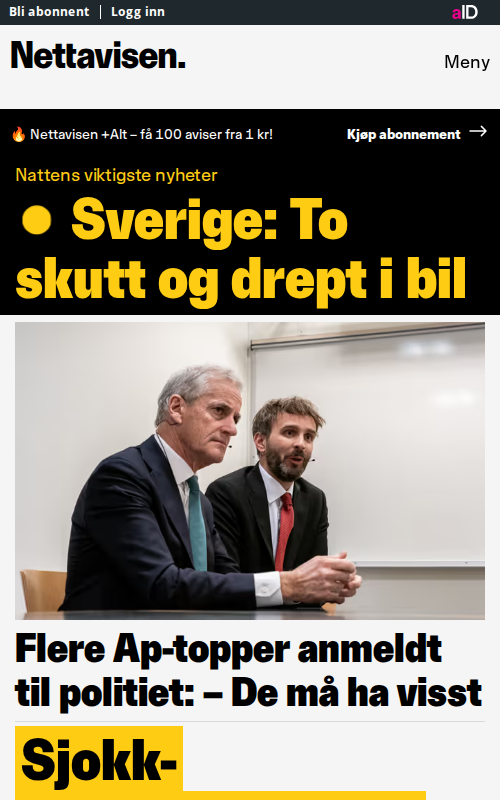 Bli abonnent | Logg inn
aID
Nettavisen.
Meny
🔥 Nettavisen +Alt – få 100 aviser fra 1 kr!
Kjøp abonnement →
Nattens viktigste nyheter
Sverige: To
skutt og drept i bil
Flere Ap-topper anmeldt
til politiet: – De må ha visst
Sjokk-